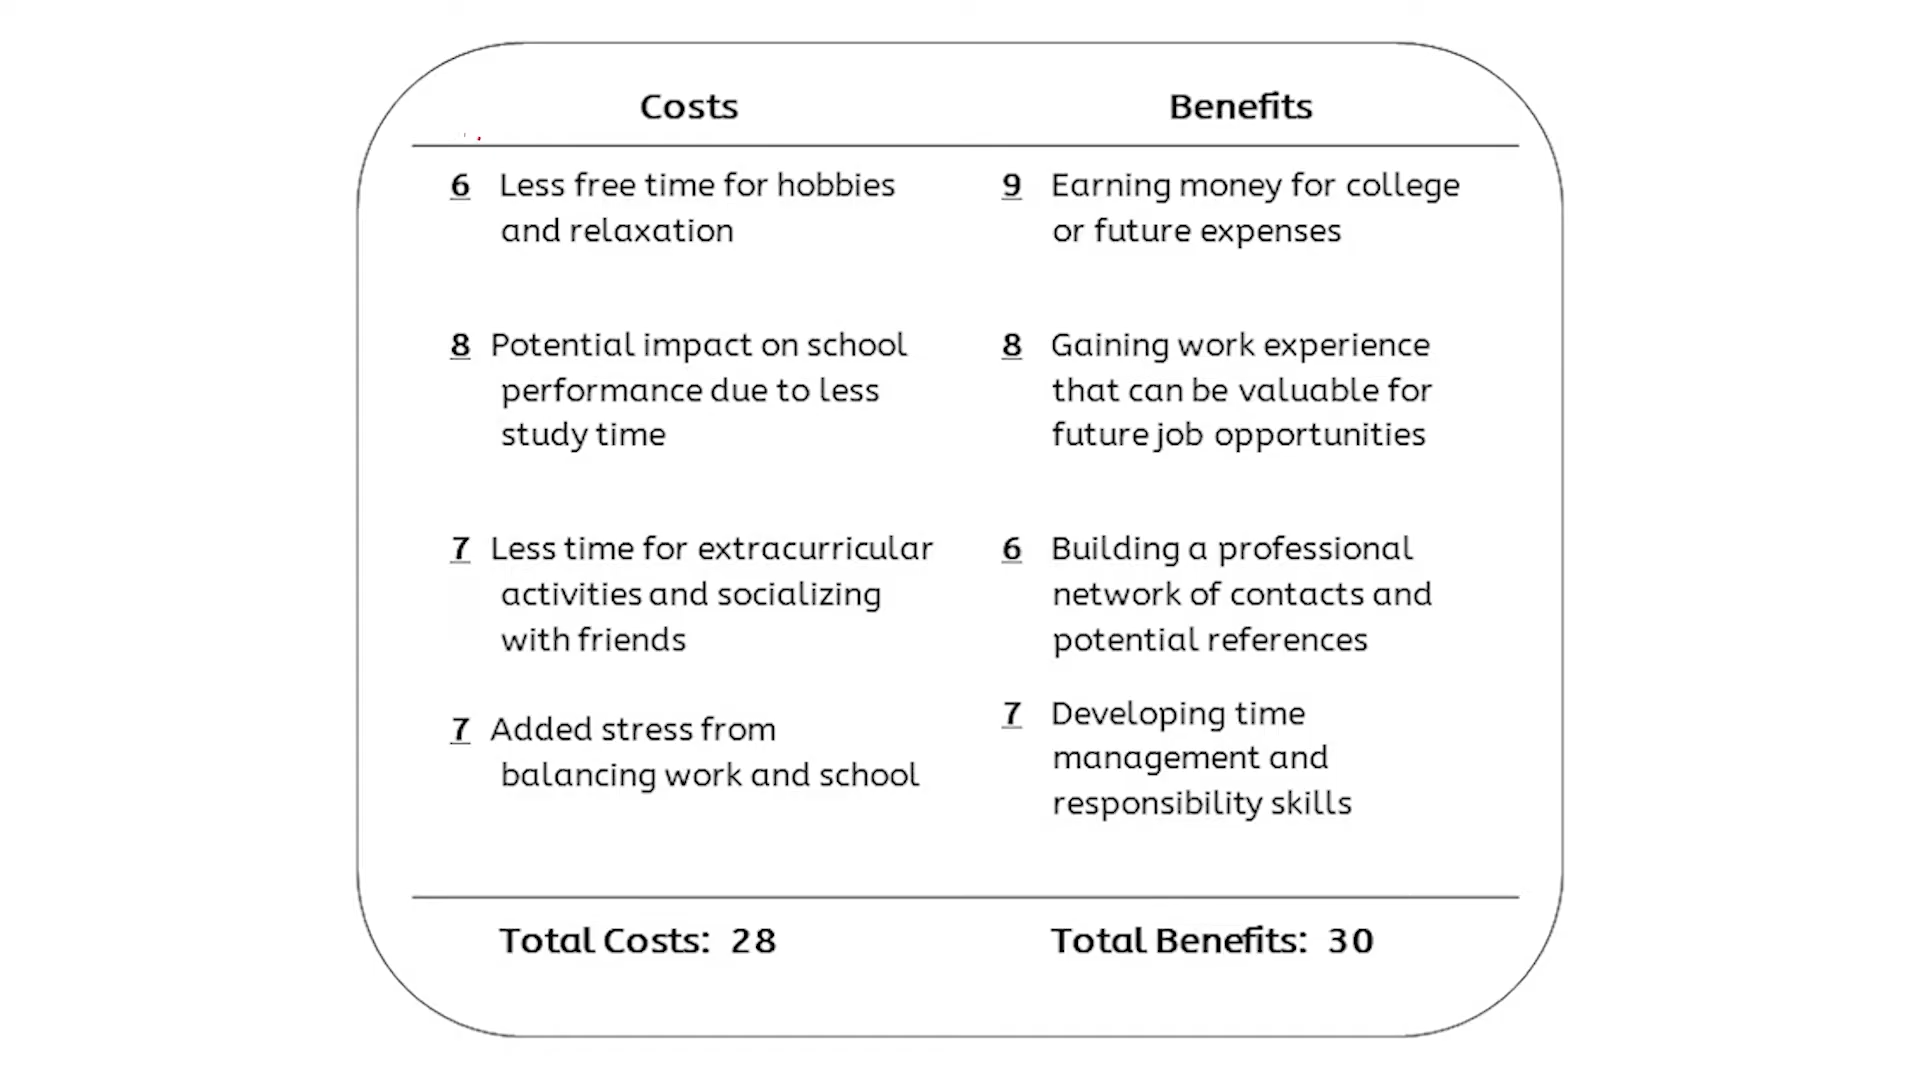 Costs
Benefits
6 Less free time for hobbies
and relaxation
8 Potential impact on school
performance due to less
study time
7 Less time for extracurricular
activities and socializing
with friends
7 Added stress from
balancing work and school
Total Costs: 28
9 Earning money for college
or future expenses
8 Gaining work experience
that can be valuable for
future job opportunities
6 Building a professional
network of contacts and
potential references
7 Developing time
management and
responsibility skills
Total Benefits: 30